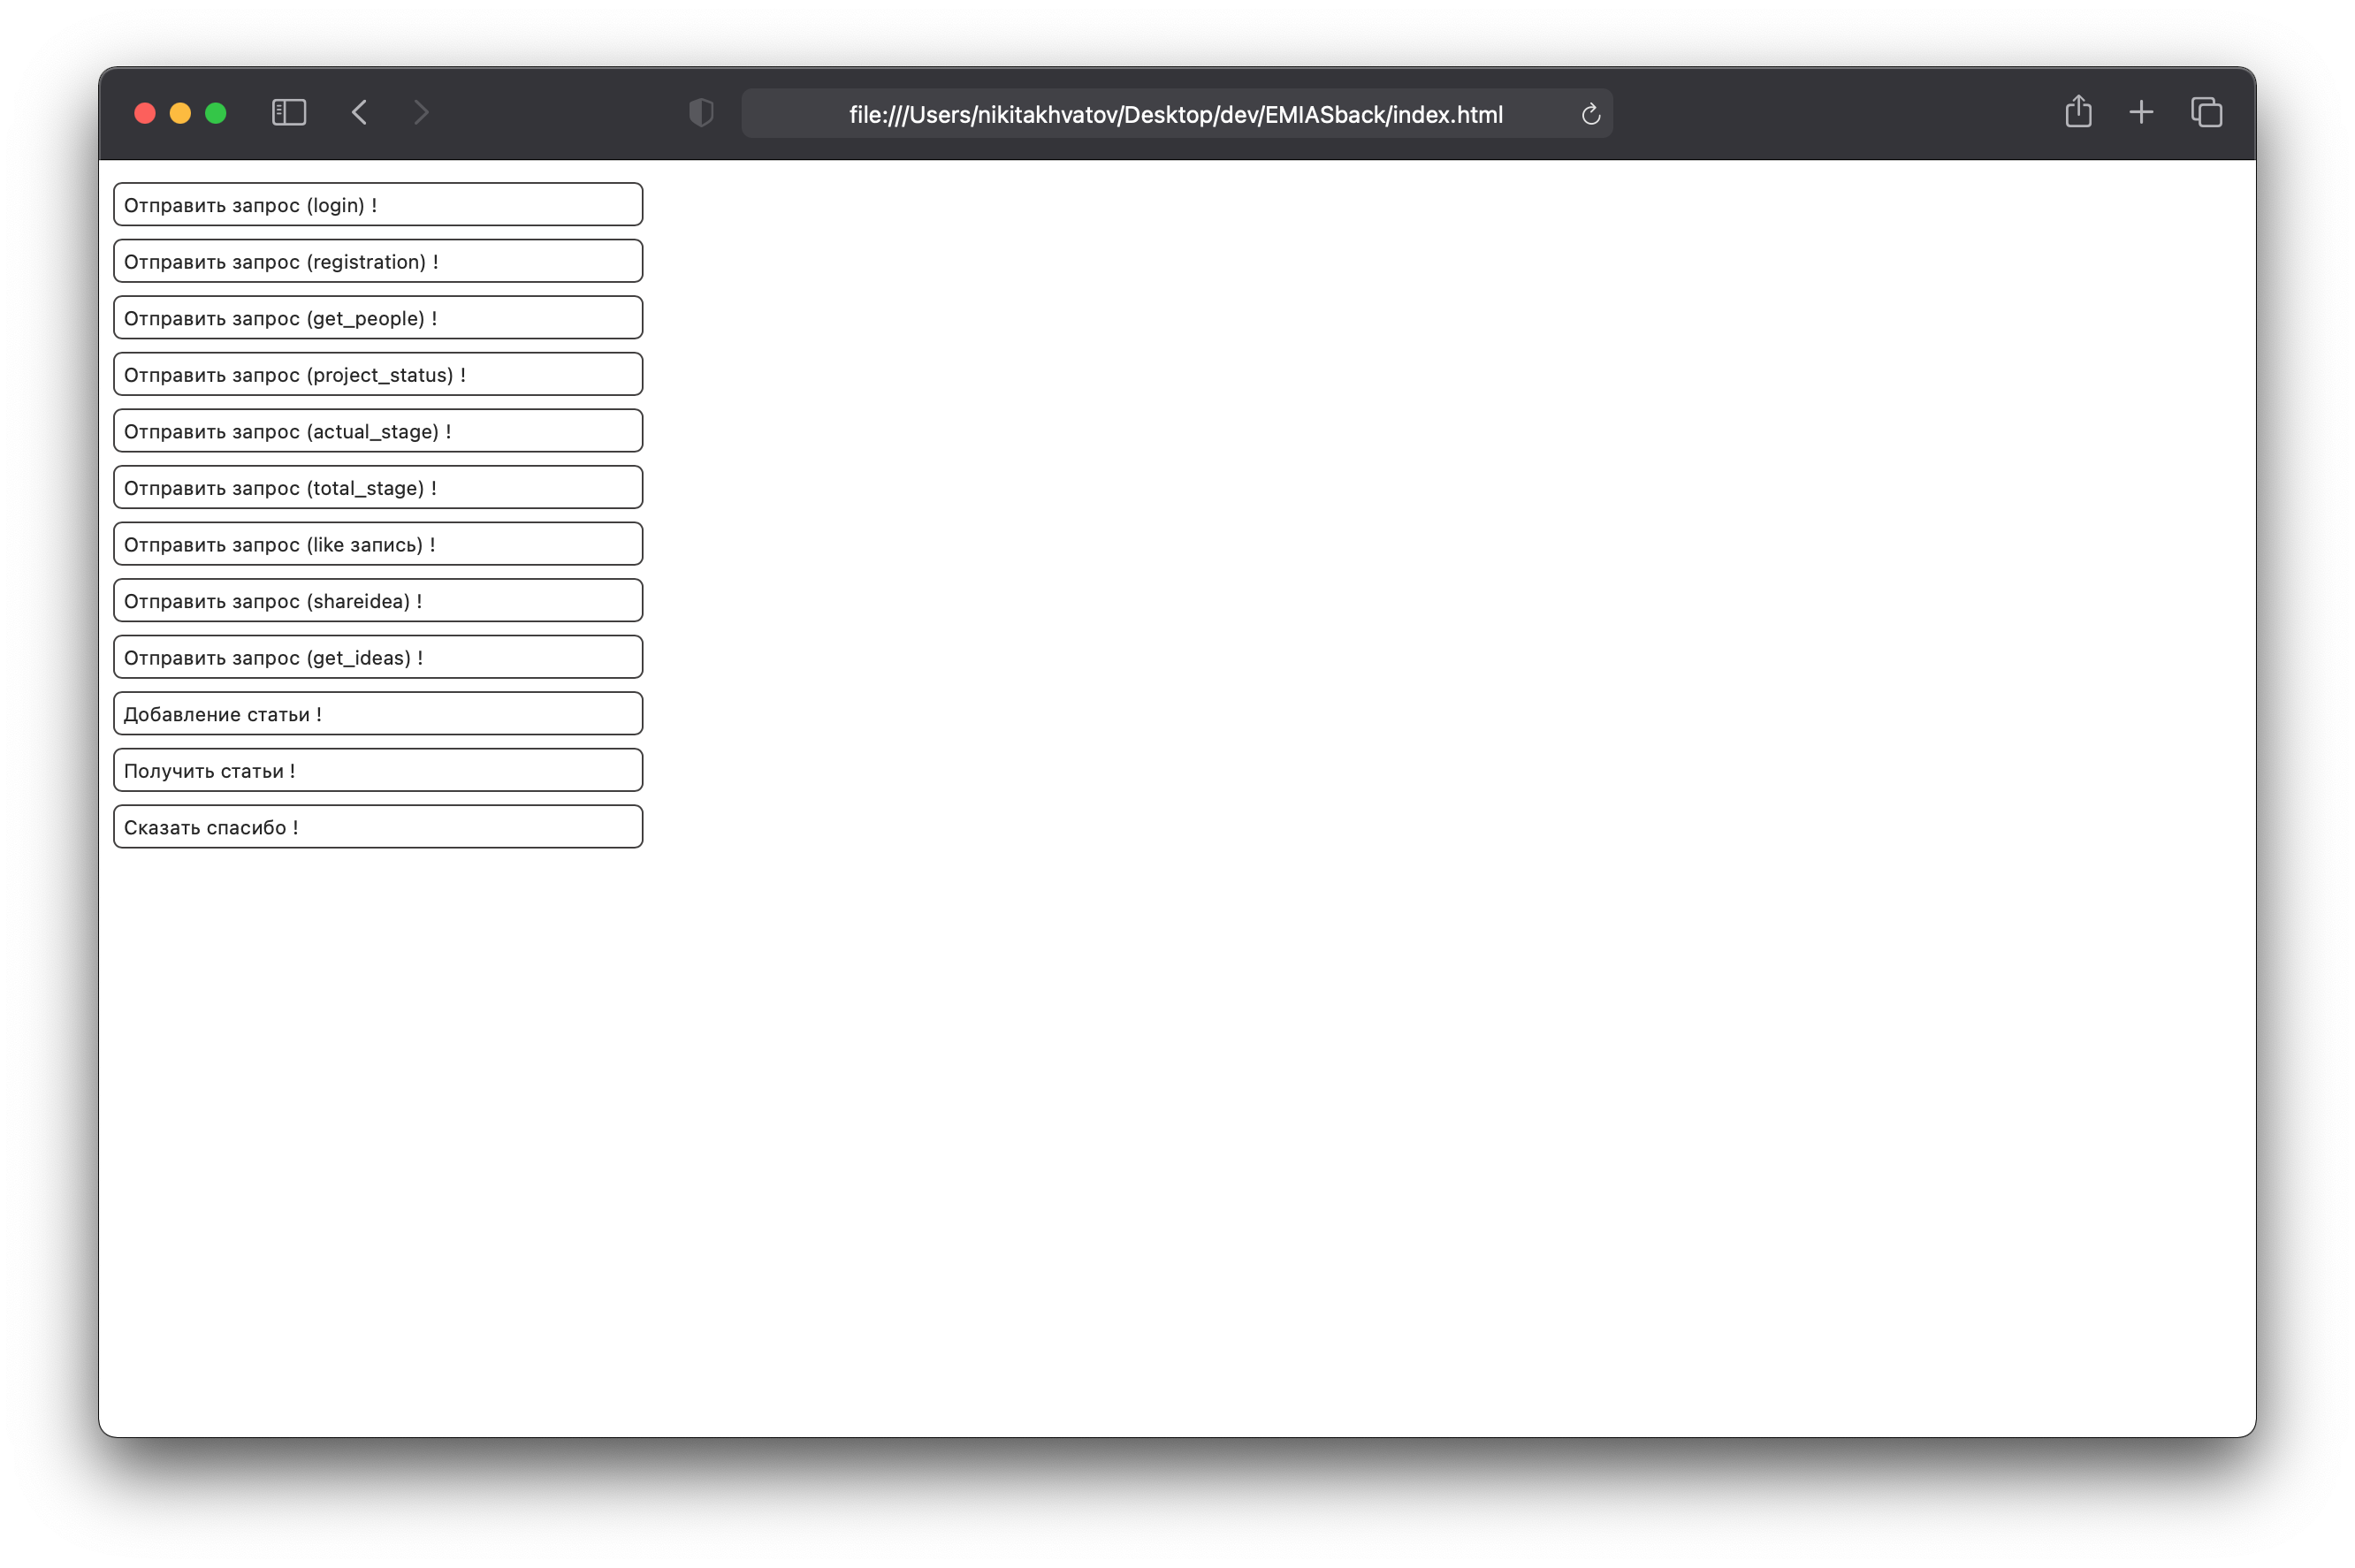 file:///Users/nikitakhvatov/Desktop/dev/EMIASback/index.html
Отправить запрос (login) !
Отправить запрос (registration) !
Отправить запрос (get_people) !
Отправить запрос (project_status) !
Отправить запрос (actual_stage) !
Отправить запрос (total_stage) !
Отправить запрос (like запись) !
Отправить запрос (shareidea) !
Отправить запрос (get_ideas) !
Добавление статьи !
Получить статьи !
Сказать спасибо !